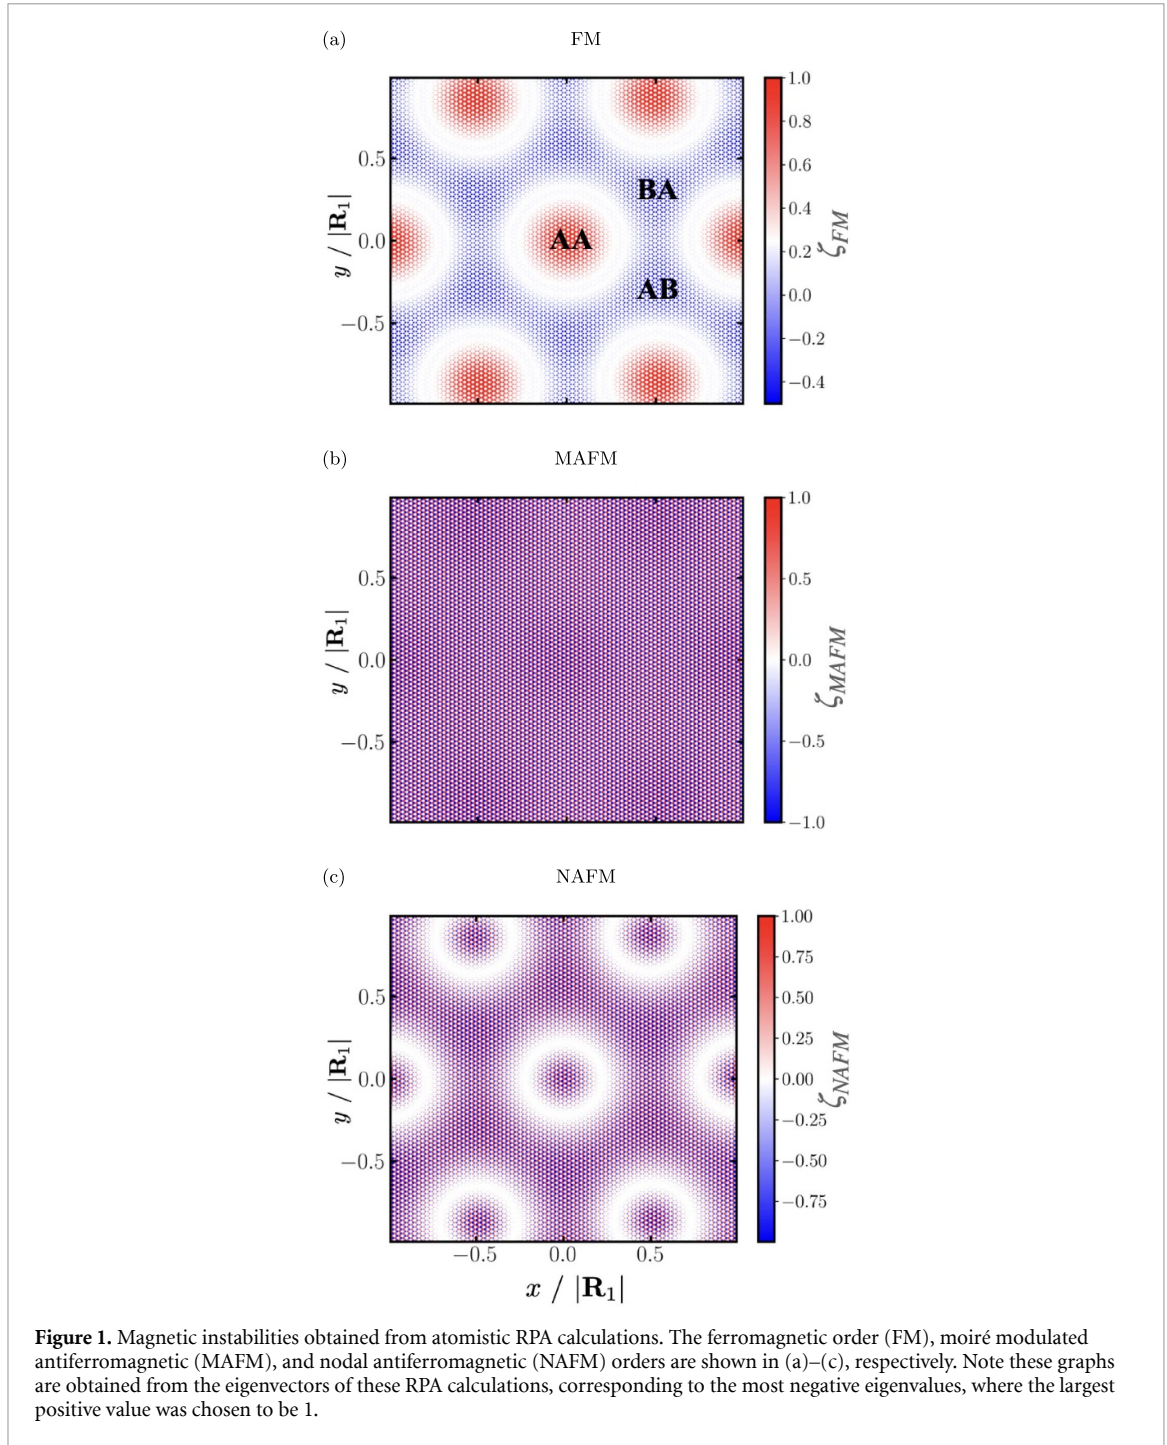 (a)
FM
1.0
0.8
0.6
0.4
0.2
0.0
−0.2
−0.4
ζFM
0.5
0.0
−0.5
y / |R1|
BA
AA
AB
(b)
MAFM
1.0
0.5
0.0
−0.5
−1.0
ζMAFM
0.5
0.0
−0.5
y / |R1|
(c)
NAFM
1.00
0.75
0.50
0.25
0.00
−0.25
−0.50
−0.75
ζNAFM
0.5
0.0
−0.5
y / |R1|
−0.5 0.0 0.5
x / |R1|
Figure 1. Magnetic instabilities obtained from atomistic RPA calculations. The ferromagnetic order (FM), moiré modulated
antiferromagnetic (MAFM), and nodal antiferromagnetic (NAFM) orders are shown in (a)–(c), respectively. Note these graphs
are obtained from the eigenvectors of these RPA calculations, corresponding to the most negative eigenvalues, where the largest
positive value was chosen to be 1.